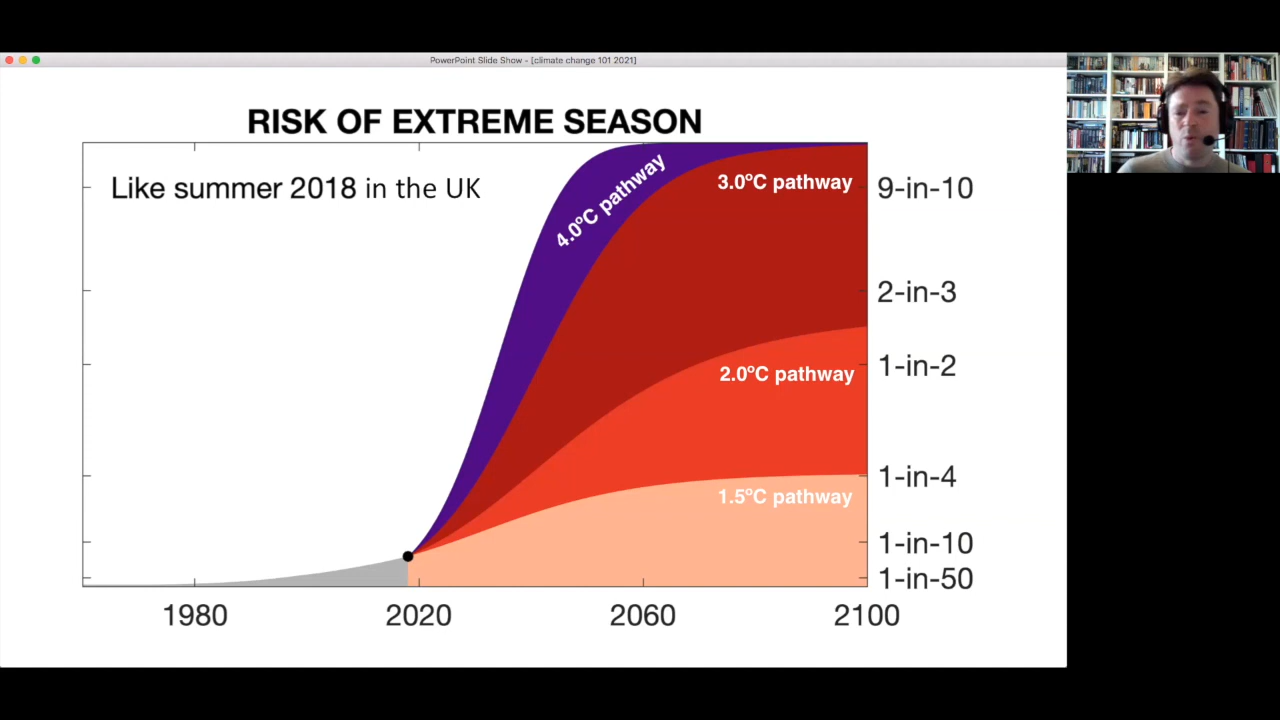 PowerPoint Slide Show - [climate change 101 2021]
RISK OF EXTREME SEASON
Like summer 2018 in the UK
4.0ºC pathway
3.0ºC pathway
2.0ºC pathway
1.5ºC pathway
9-in-10
2-in-3
1-in-2
1-in-4
1-in-10
1-in-50
1980 2020 2060 2100